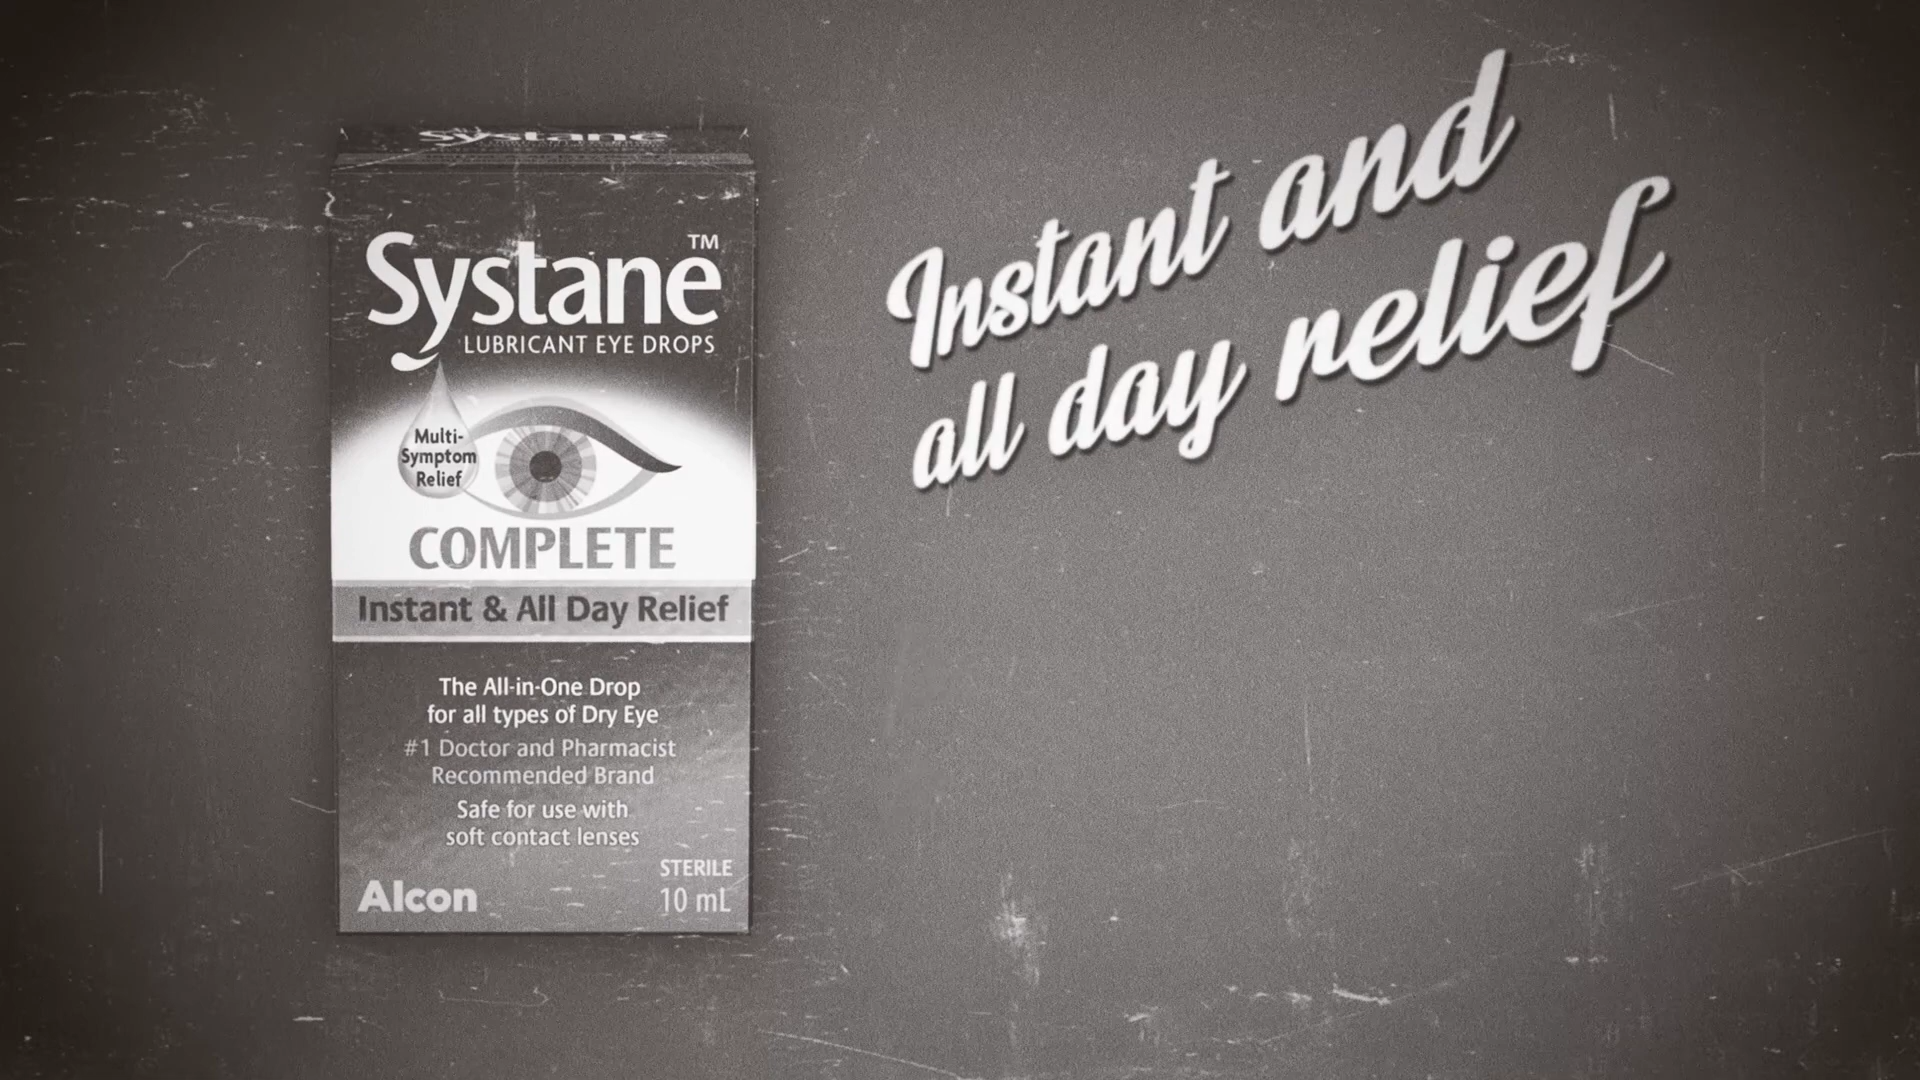 Systane
Systane™
LUBRICANT EYE DROPS
Multi-
Symptom
Relief
COMPLETE
Instant & All Day Relief
The All-in-One Drop
for all types of Dry Eye
#1 Doctor and Pharmacist
Recommended Brand
Safe for use with
soft contact lenses
STERILE
Alcon
10 mL
Instant and
all day relief